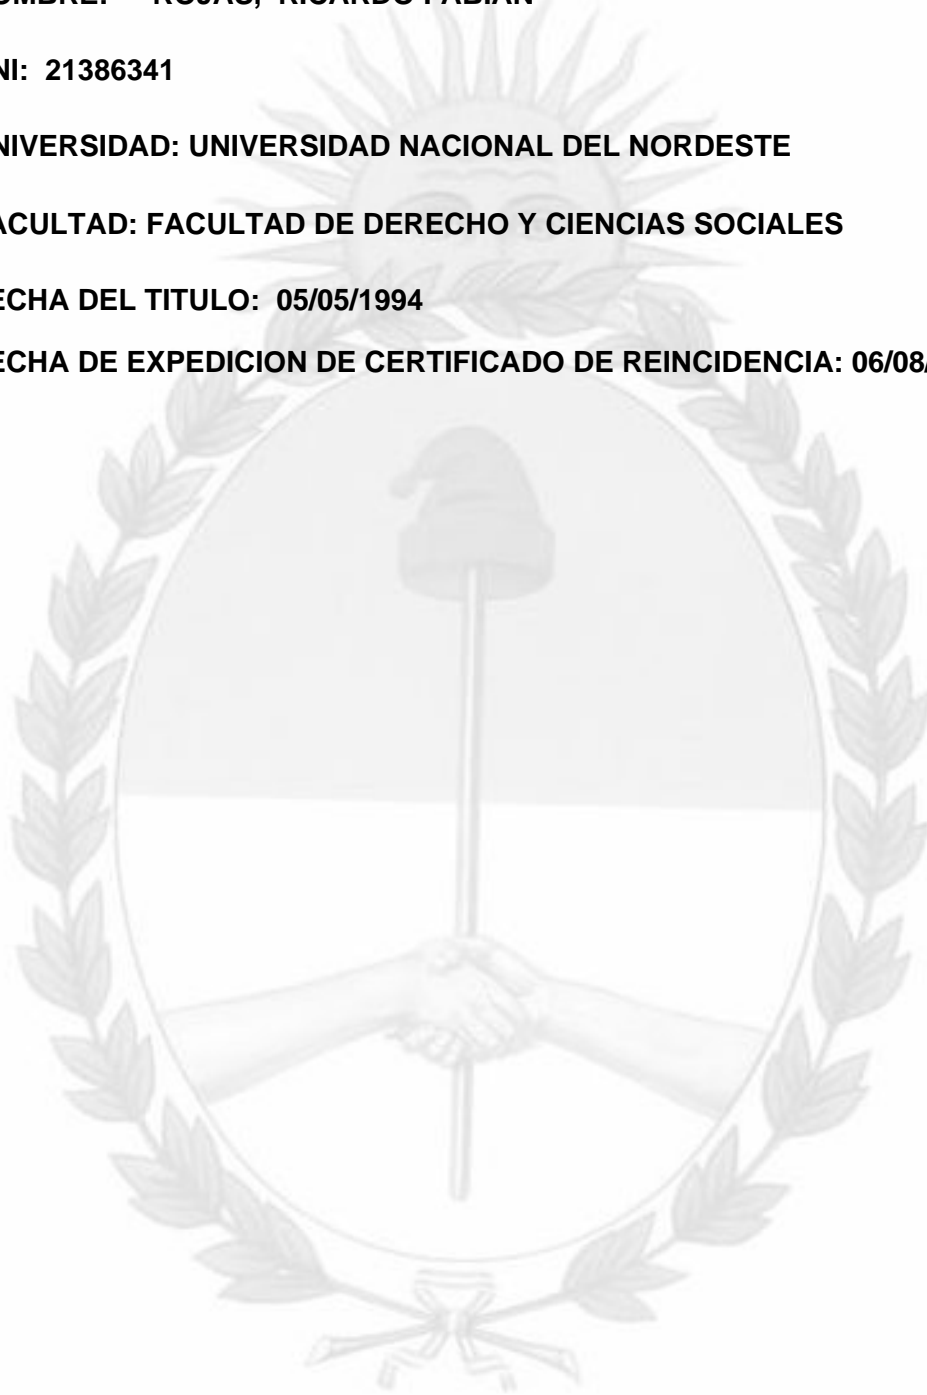 OMBRE: ROJAS, RICARDO FABIAN
NI: 21386341
NIVERSIDAD: UNIVERSIDAD NACIONAL DEL NORDESTE
ACULTAD: FACULTAD DE DERECHO Y CIENCIAS SOCIALES
ECHA DEL TITULO: 05/05/1994
ECHA DE EXPEDICION DE CERTIFICADO DE REINCIDENCIA: 06/08/